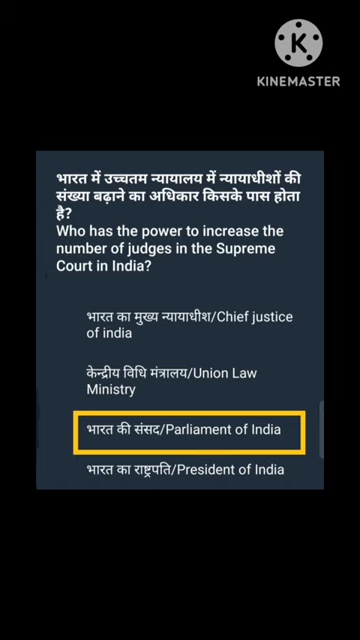 KINEMASTER
भारत में उच्चतम न्यायालय में न्यायाधीशों की
संख्या बढ़ाने का अधिकार किसके पास होता
है?
Who has the power to increase the
number of judges in the Supreme
Court in India?
भारत का मुख्य न्यायाधीश/Chief justice
of india
केन्द्रीय विधि मंत्रालय/Union Law
Ministry
भारत की संसद/Parliament of India
भारत का राष्ट्रपति/President of India